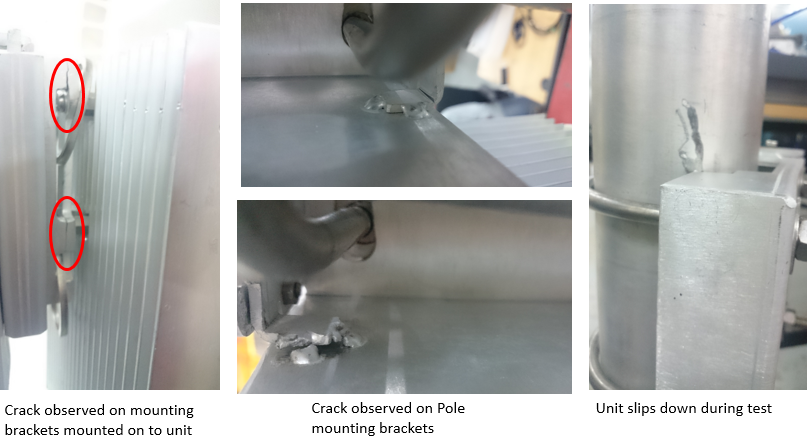 Crack observed on mounting
brackets mounted on to unit
Crack observed on Pole
mounting brackets
Unit slips down during test